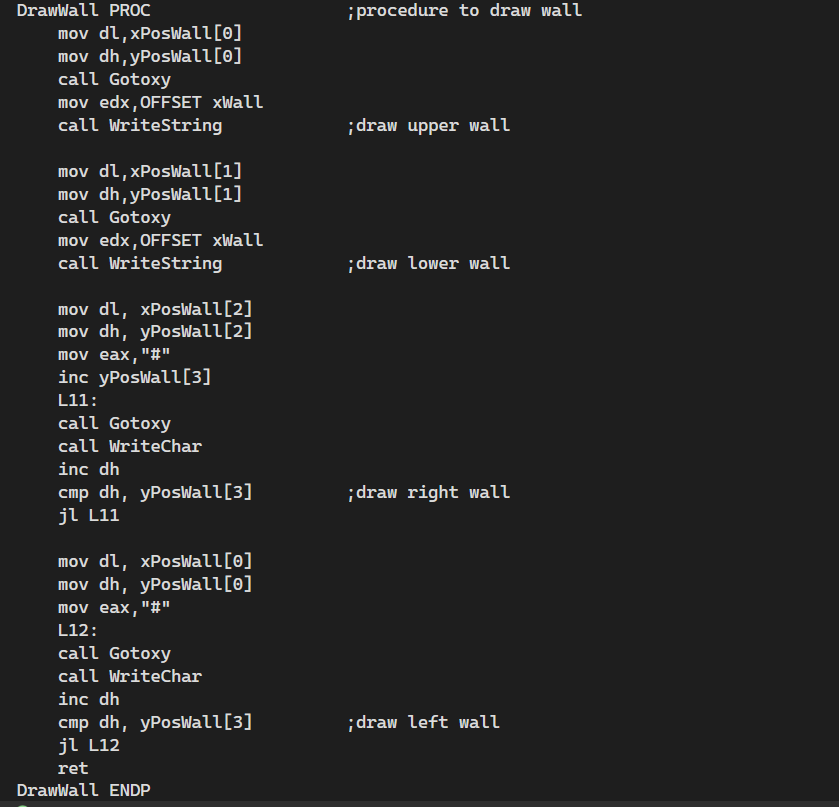 DrawWall PROC                   ;procedure to draw wall
    mov dl,xPosWall[0]
    mov dh,yPosWall[0]
    call Gotoxy
    mov edx,OFFSET xWall
    call WriteString            ;draw upper wall

    mov dl,xPosWall[1]
    mov dh,yPosWall[1]
    call Gotoxy
    mov edx,OFFSET xWall
    call WriteString            ;draw lower wall

    mov dl, xPosWall[2]
    mov dh, yPosWall[2]
    mov eax,"#"
    inc yPosWall[3]
    L11:
    call Gotoxy
    call WriteChar
    inc dh
    cmp dh, yPosWall[3]         ;draw right wall
    jl L11

    mov dl, xPosWall[0]
    mov dh, yPosWall[0]
    mov eax,"#"
    L12:
    call Gotoxy
    call WriteChar
    inc dh
    cmp dh, yPosWall[3]         ;draw left wall
    jl L12
    ret
DrawWall ENDP